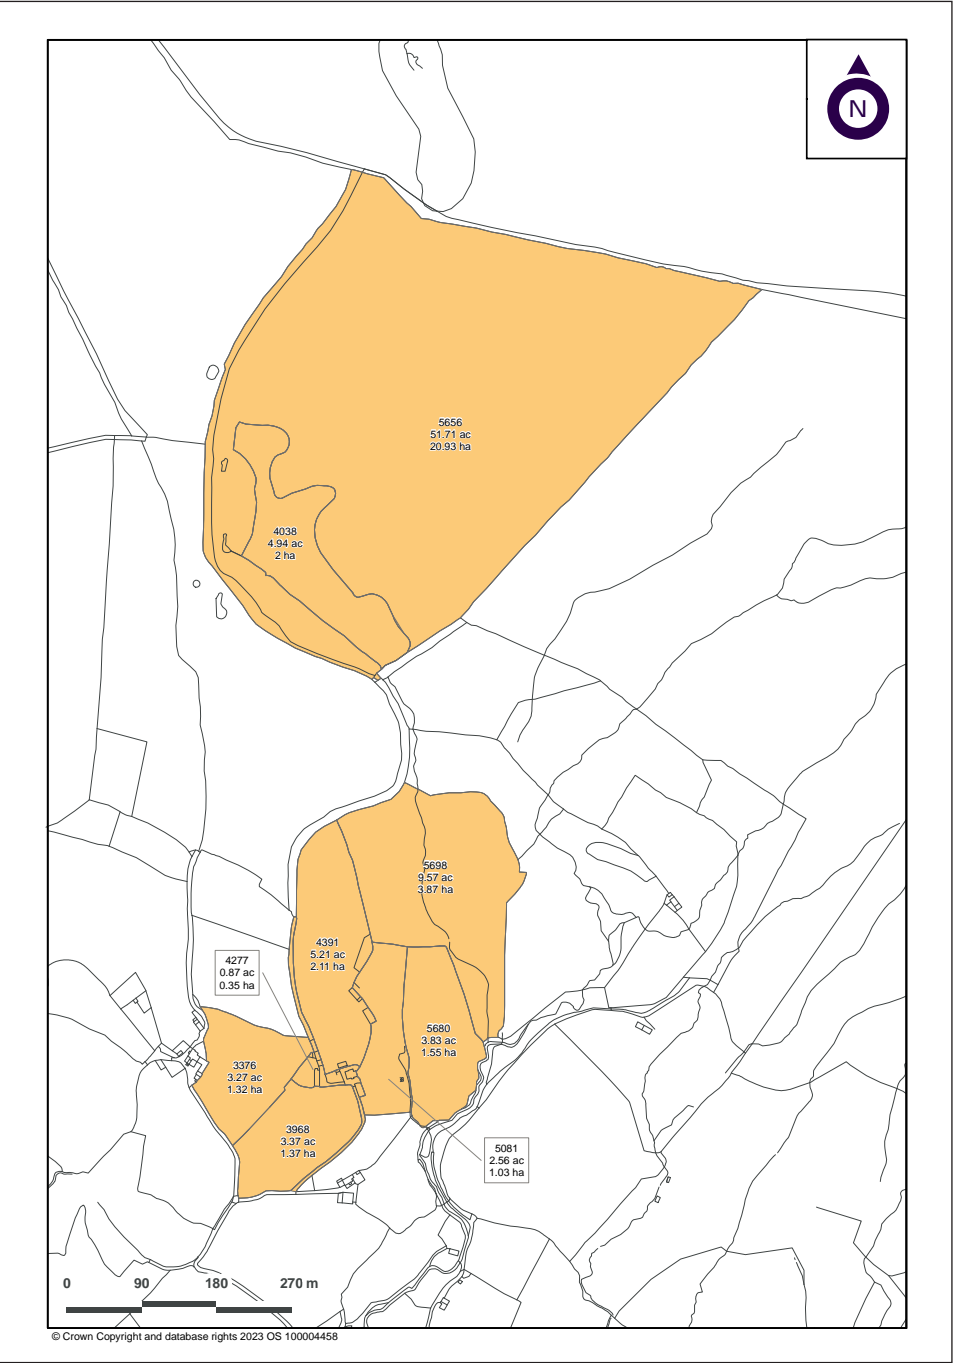 N
5656
51.71 ac
20.93 ha
4038
4.94 ac
2 ha
5698
9.57 ac
3.87 ha
4391
5.21 ac
2.11 ha
4277
0.87 ac
0.35 ha
5680
3.83 ac
1.55 ha
3376
3.27 ac
1.32 ha
3968
3.37 ac
1.37 ha
5081
2.56 ac
1.03 ha
0 90 180 270 m
© Crown Copyright and database rights 2023 OS 100004458